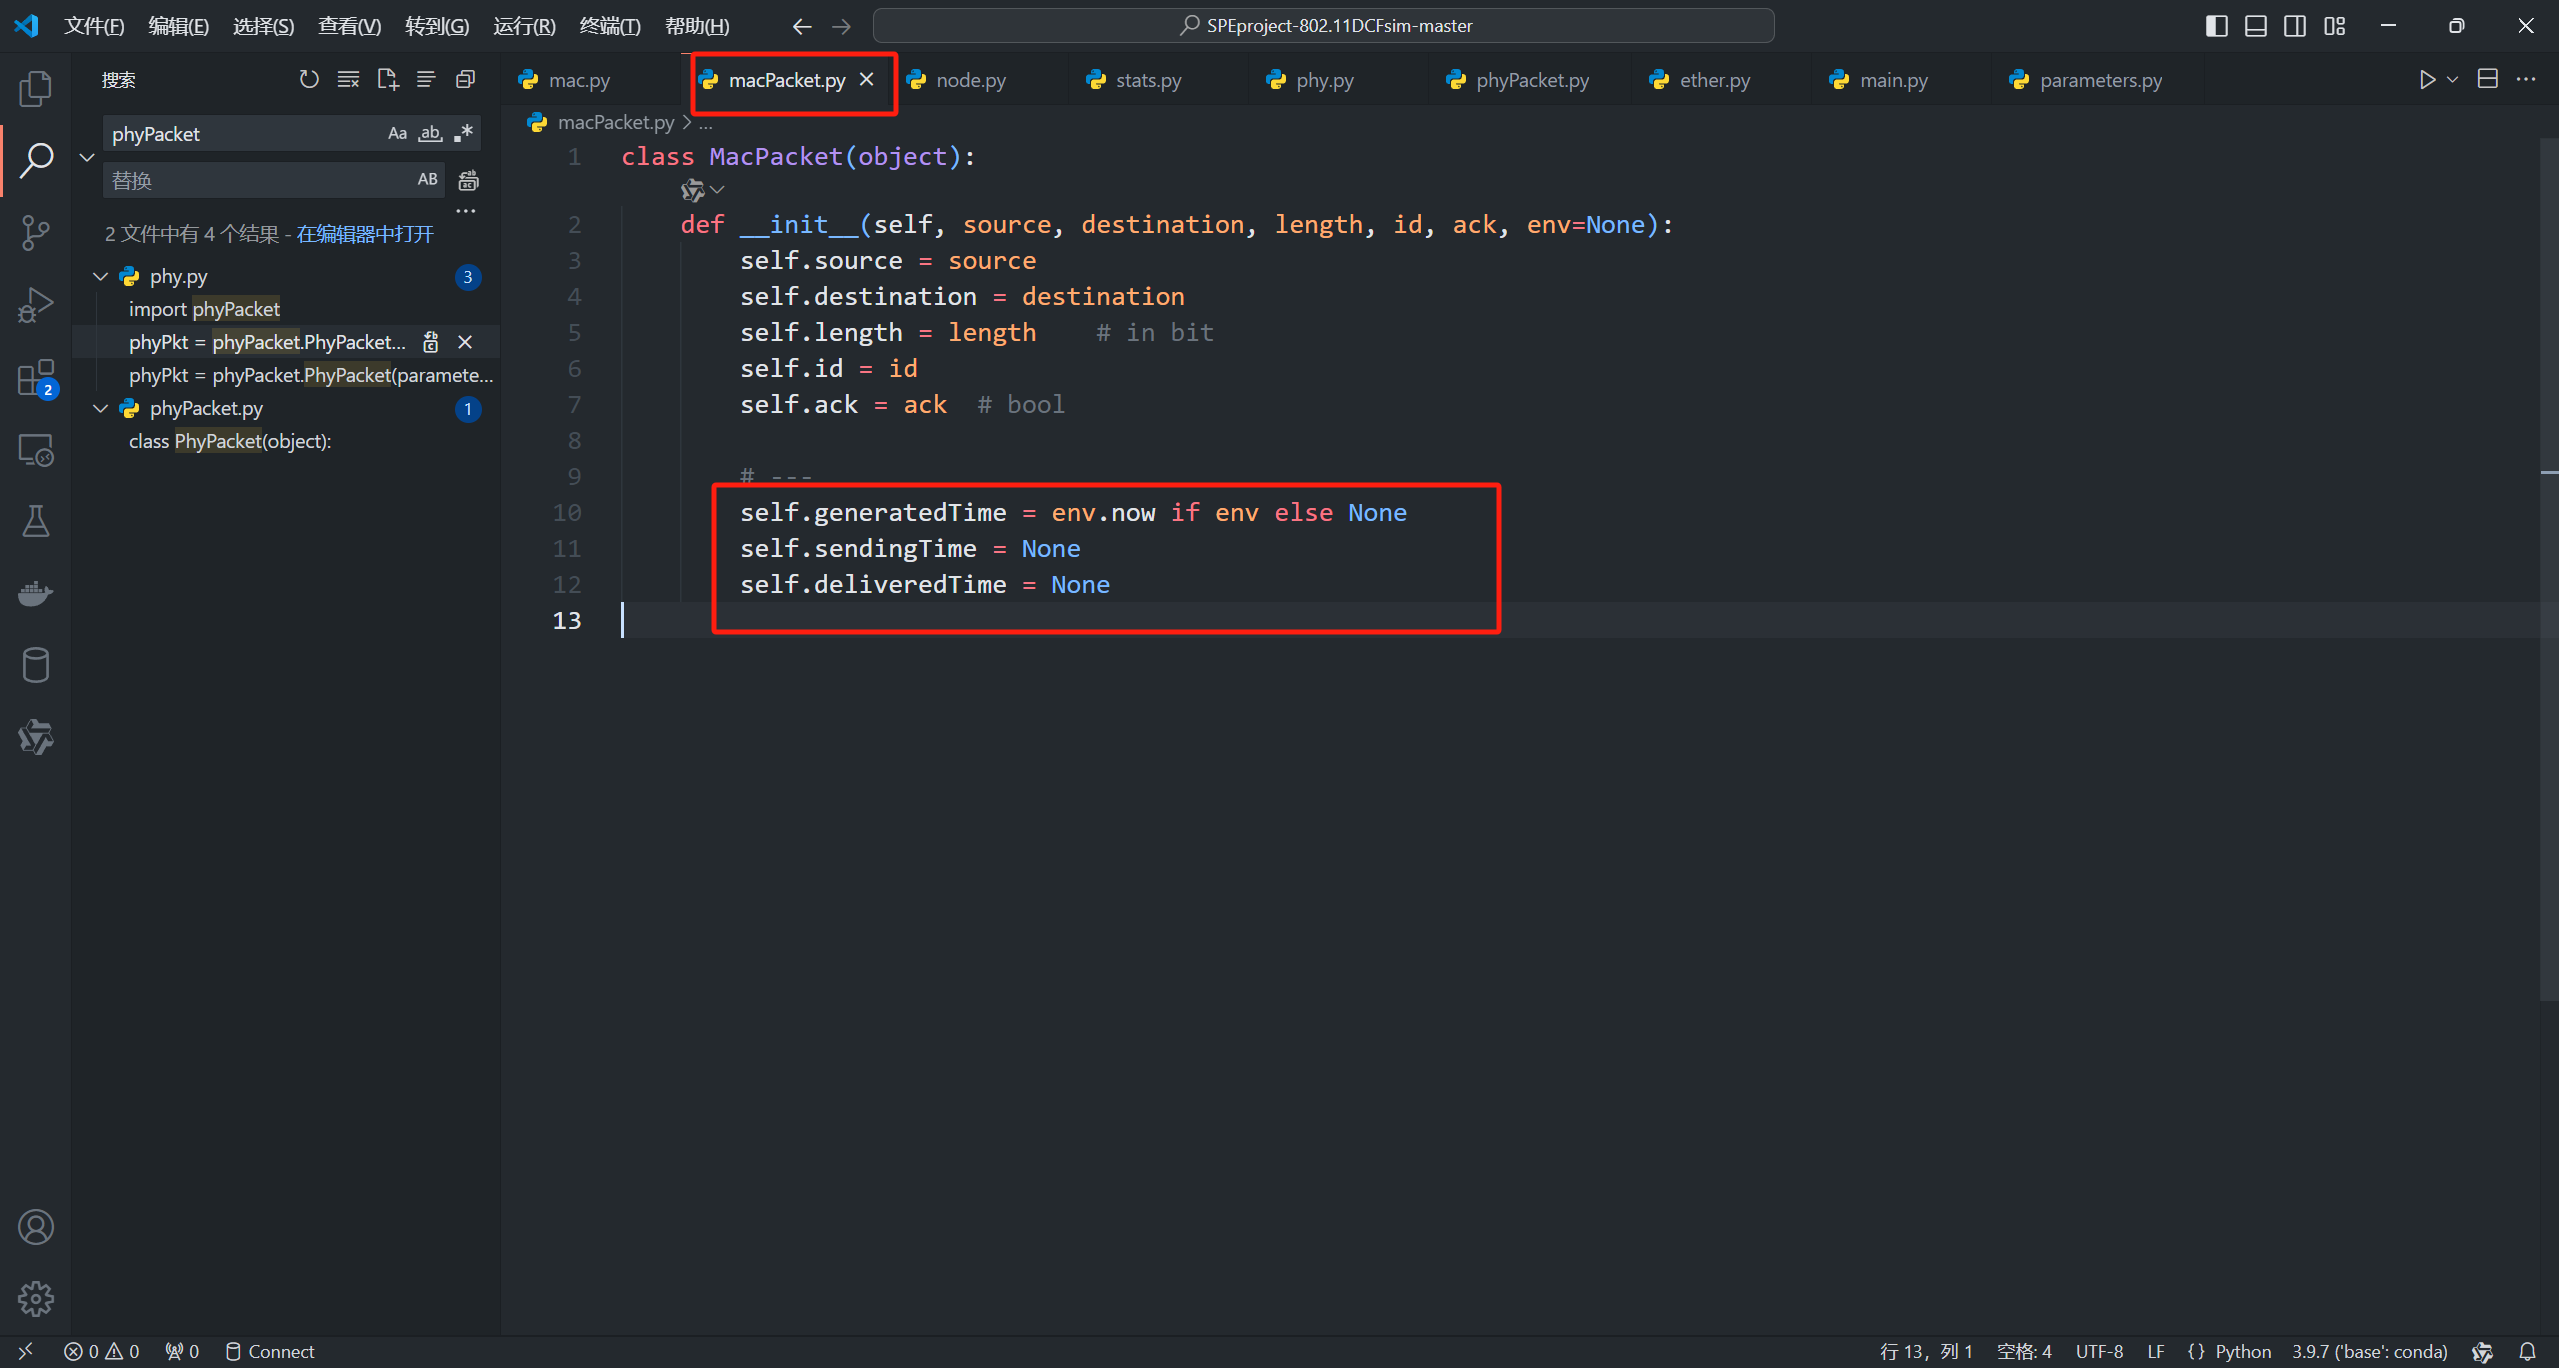 文件(F) 编辑(E) 选择(S) 查看(V) 转到(G) 运行(R) 终端(T) 帮助(H) SPEproject-802.11DCFsim-master
搜索
mac.py macPacket.py node.py stats.py phy.py phyPacket.py ether.py main.py parameters.py
phyPacket Aa ab .*
替换 AB
2 文件中有 4 个结果 - 在编辑器中打开
phy.py 3
import phyPacket
phyPkt = phyPacket.PhyPacket...
phyPkt = phyPacket.PhyPacket(paramete...
phyPacket.py 1
class PhyPacket(object):
2
macPacket.py > ...
1 class MacPacket(object):
2 def __init__(self, source, destination, length, id, ack, env=None):
3 self.source = source
4 self.destination = destination
5 self.length = length # in bit
6 self.id = id
7 self.ack = ack # bool
8
9 # ---
10 self.generatedTime = env.now if env else None
11 self.sendingTime = None
12 self.deliveredTime = None
13
0 0 0 Connect 行 13，列 1 空格: 4 UTF-8 LF {} Python 3.9.7 ('base': conda)